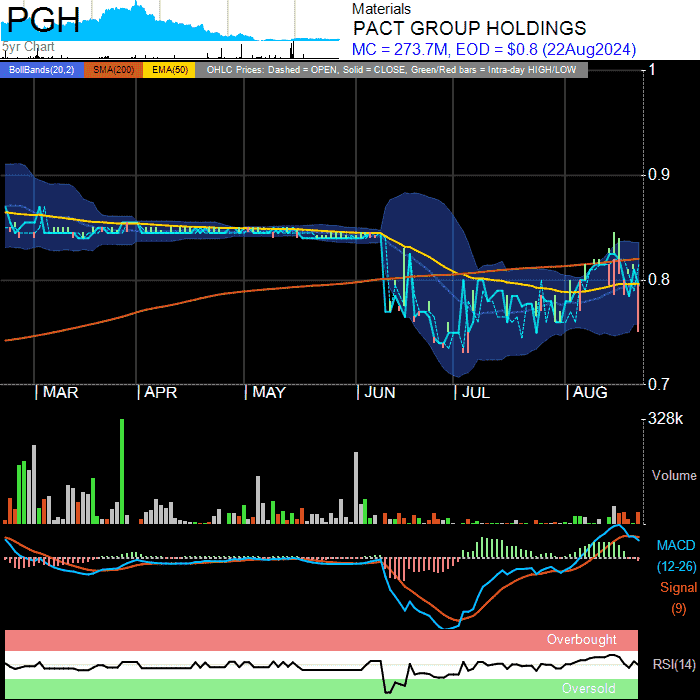 PGH
5yr Chart
Materials
PACT GROUP HOLDINGS
MC = 273.7M, EOD = $0.8 (22Aug2024)
BollBands(20,2) SMA(200) EMA(50) OHLC Prices: Dashed = OPEN, Solid = CLOSE, Green/Red bars = Intra-day HIGH/LOW
1
0.9
0.8
0.7
| MAR | APR | MAY | JUN | JUL | AUG
328k
Volume
MACD
(12-26)
Signal
(9)
Overbought
RSI(14)
Oversold